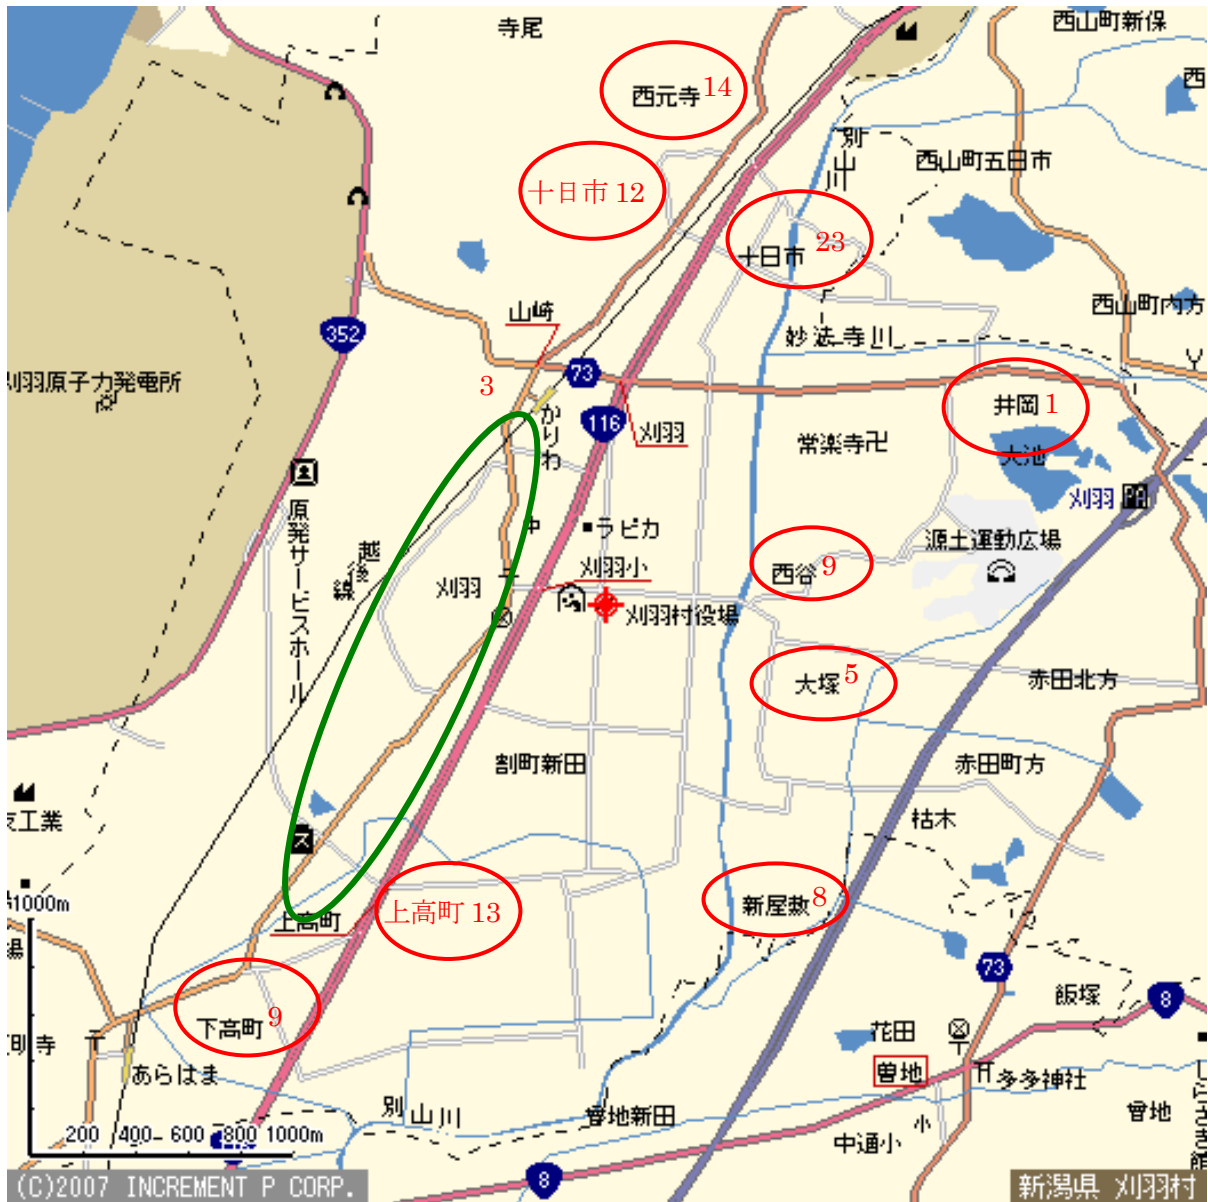 寺尾
西山町新保
西元寺 14
西
別山川
西山町五日市
十日市 12
十日市 23
山崎
西山町内方
352
妙法寺川
刈羽原子力発電所
3
73
井岡 1
かりわ
116
刈羽
常楽寺卍
大池
刈羽
PA
原発サービスホール
中
ラピカ
源土運動広場
越後線
刈羽
刈羽小
西谷 9
刈羽村役場
大塚 5
赤田北方
割町新田
赤田町方
友工業
ス
枯木
1000m
上高町
上高町 13
新屋敷 8
場
73
飯塚
8
下高町 9
明寺
花田
あらはま
曽地
多多神社
別山川
曽地新田
小
曽地
中通小
200 400 600 800 1000m
8
(C)2007 INCREMENT P CORP.
新潟県 刈羽村